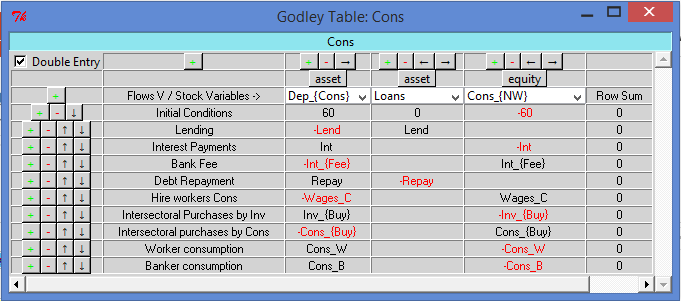 Godley Table: Cons
Cons
Double Entry + + - → + - ← → + - ← →
asset asset equity
+ Flows V / Stock Variables -> Dep_{Cons} Loans Cons_{NW} Row Sum
+ - ↓ Initial Conditions 60 0 -60 0
+ - ↑ ↓ Lending -Lend Lend 0
+ - ↑ ↓ Interest Payments Int -Int 0
+ - ↑ ↓ Bank Fee -Int_{Fee} Int_{Fee} 0
+ - ↑ ↓ Debt Repayment Repay -Repay 0
+ - ↑ ↓ Hire workers Cons -Wages_C Wages_C 0
+ - ↑ ↓ Intersectoral Purchases by Inv Inv_{Buy} -Inv_{Buy} 0
+ - ↑ ↓ Intersectoral purchases by Cons -Cons_{Buy} Cons_{Buy} 0
+ - ↑ ↓ Worker consumption Cons_W -Cons_W 0
+ - ↑ ↓ Banker consumption Cons_B -Cons_B 0